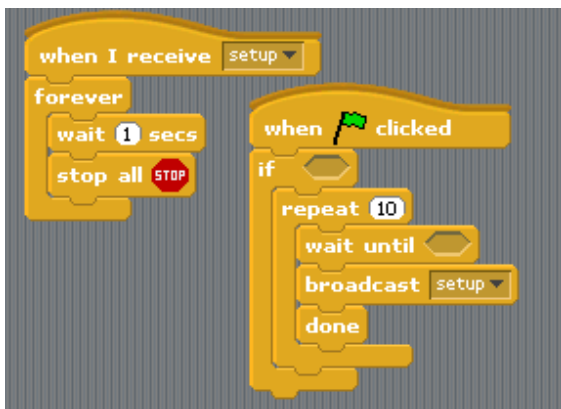 when I receive setup
forever
wait 1 secs
stop all STOP
when clicked
if
repeat 10
wait until
broadcast setup
done